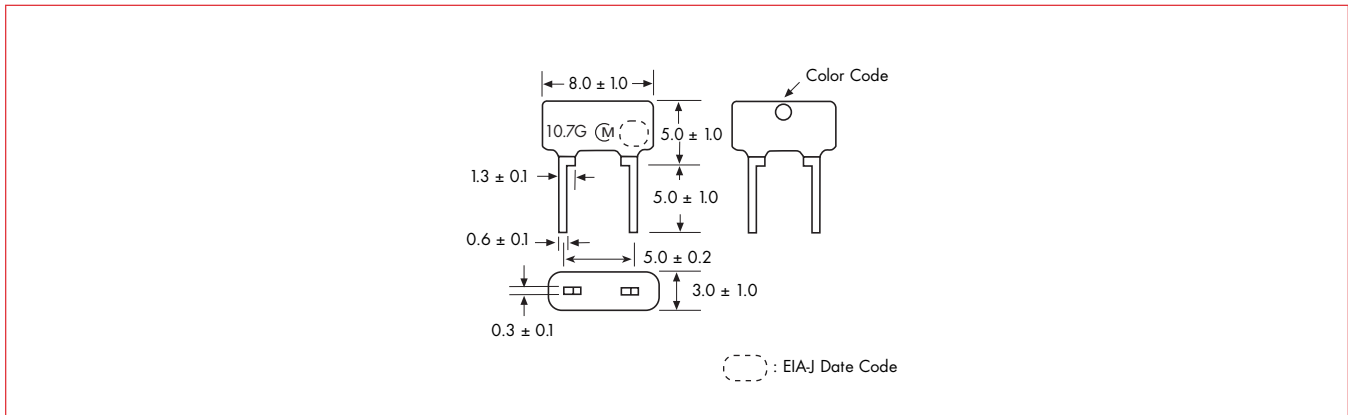 Color Code
8.0 ± 1.0
10.7G M
5.0 ± 1.0
1.3 ± 0.1
5.0 ± 1.0
0.6 ± 0.1
5.0 ± 0.2
3.0 ± 1.0
0.3 ± 0.1
: EIA-J Date Code